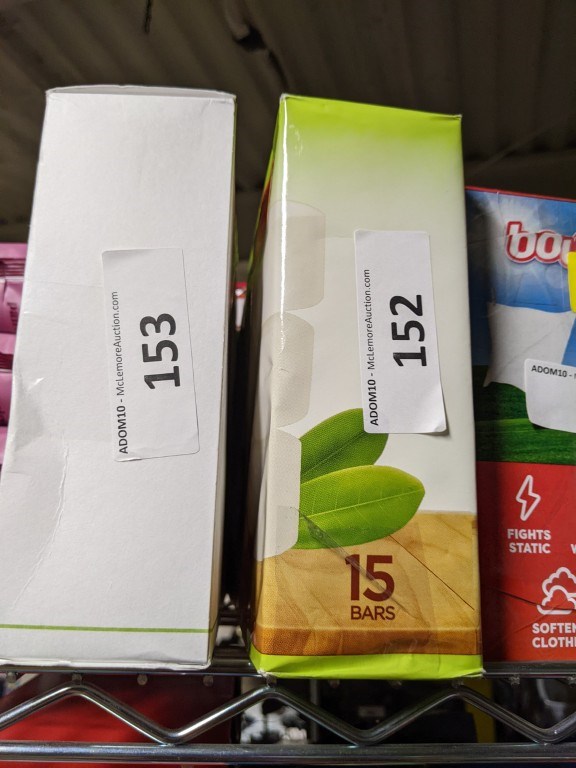 ADOM10 - McLemoreAuction.com
153
ADOM10 - McLemoreAuction.com
152
15
BARS
ADOM10 -
FIGHTS
STATIC
SOFTEN
CLOTH